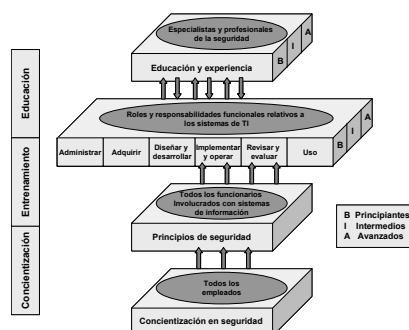 Especialistas y profesionales
de la seguridad
Educación y experiencia
B
I
A
Educación
Roles y responsabilidades funcionales relativos a
los sistemas de TI
Administrar
Adquirir
Diseñar y
desarrollar
Implementar
y operar
Revisar y
evaluar
Uso
B
I
A
Entrenamiento
Todos los funcionarios
Involucrados con sistemas
de información
Principios de seguridad
B Principiantes
I Intermedios
A Avanzados
Concientización
Todos los
empleados
Concientización en seguridad